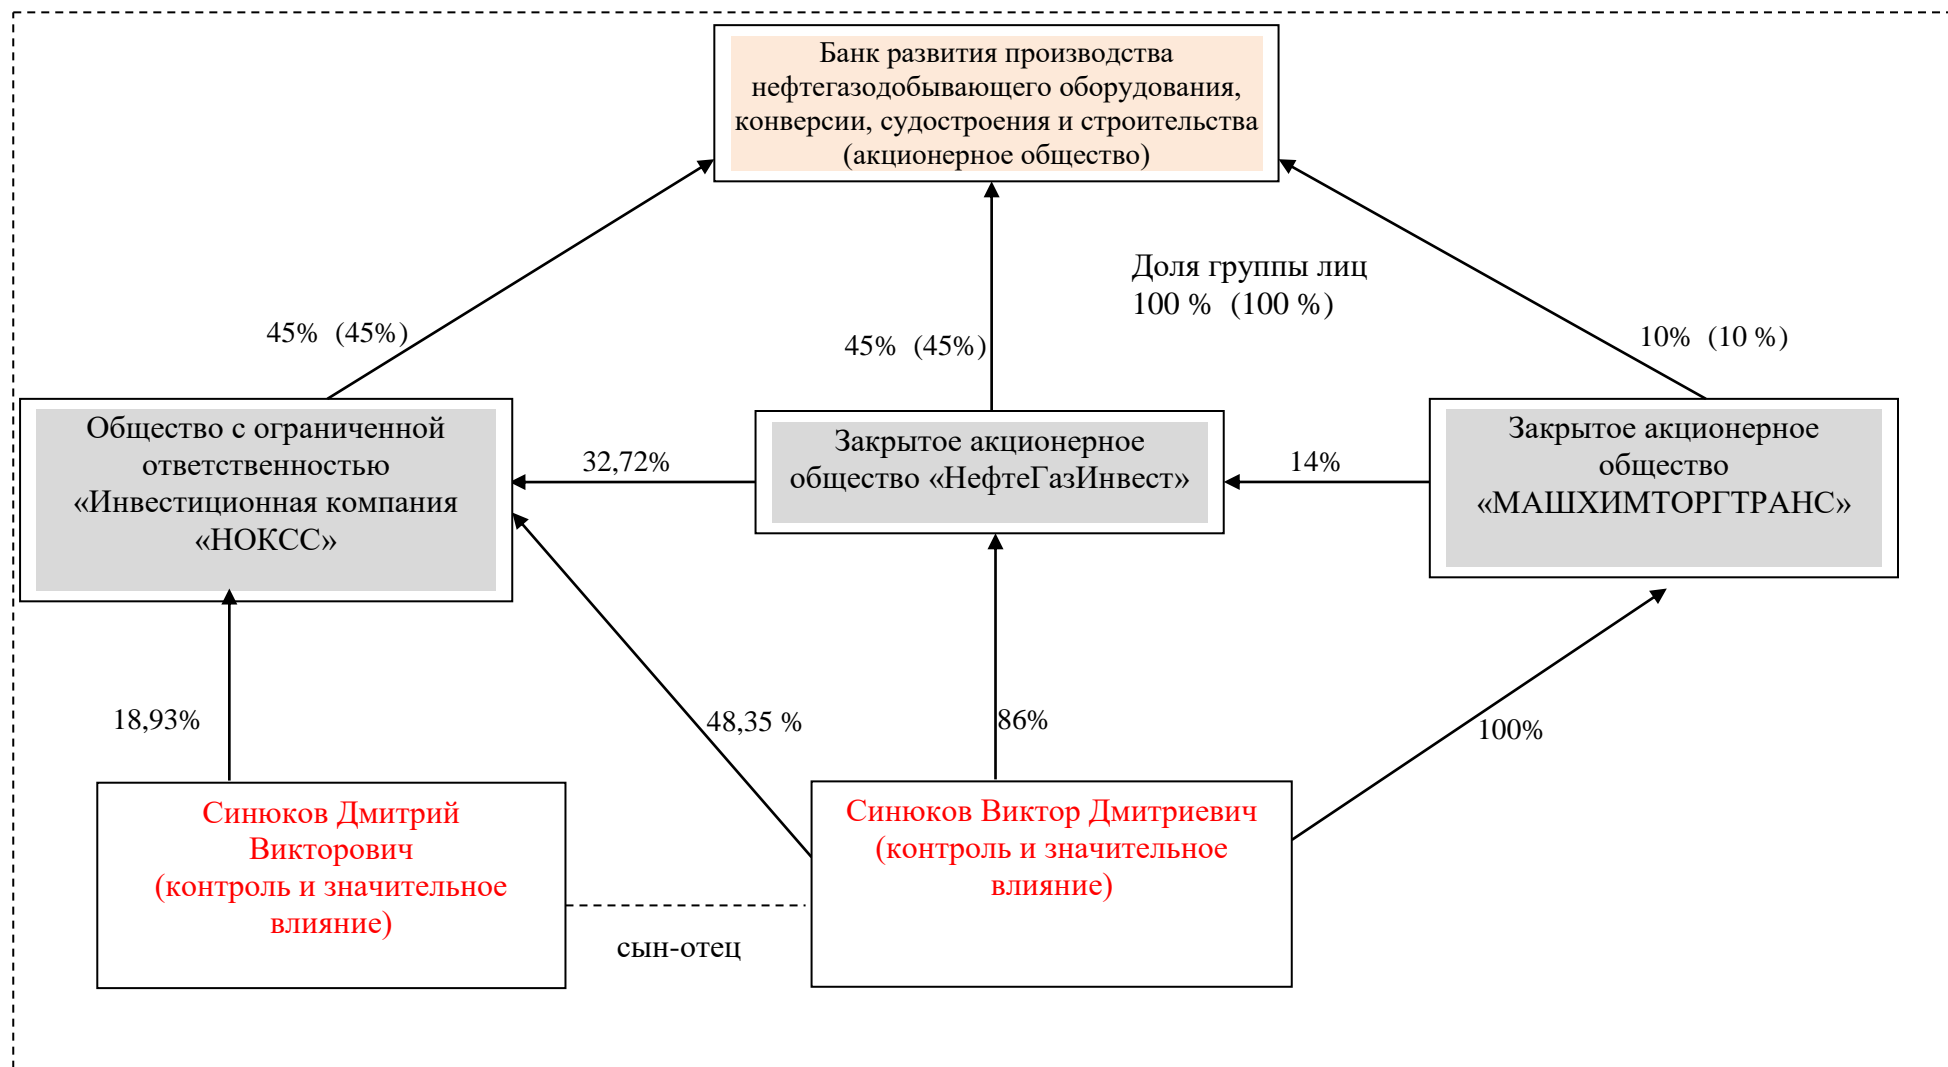 Банк развития производства
нефтегазодобывающего оборудования,
конверсии, судостроения и строительства
(акционерное общество)
Доля группы лиц
100 % (100 %)
45% (45%)
45% (45%)
10% (10 %)
Общество с ограниченной
ответственностью
«Инвестиционная компания
«НОКСС»
32,72%
Закрытое акционерное
общество «НефтеГазИнвест»
14%
Закрытое акционерное
общество
«МАШХИМТОРГТРАНС»
18,93%
48,35 %
86%
100%
Синюков Дмитрий
Викторович
(контроль и значительное
влияние)
сын-отец
Синюков Виктор Дмитриевич
(контроль и значительное
влияние)